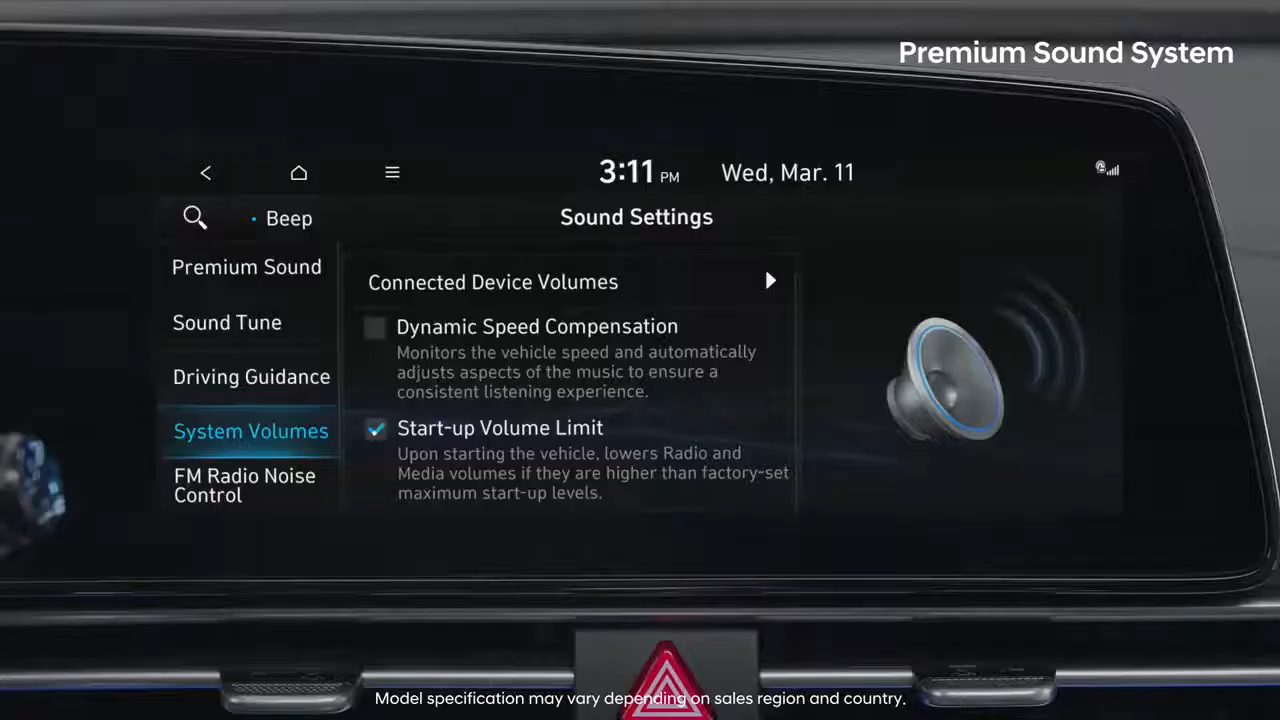 Premium Sound System
3:11 PM Wed, Mar. 11
Beep
Sound Settings
Premium Sound
Sound Tune
Driving Guidance
System Volumes
FM Radio Noise
Control
Connected Device Volumes
Dynamic Speed Compensation
Monitors the vehicle speed and automatically
adjusts aspects of the music to ensure a
consistent listening experience.
Start-up Volume Limit
Upon starting the vehicle, lowers Radio and
Media volumes if they are higher than factory-set
maximum start-up levels.
Model specification may vary depending on sales region and country.